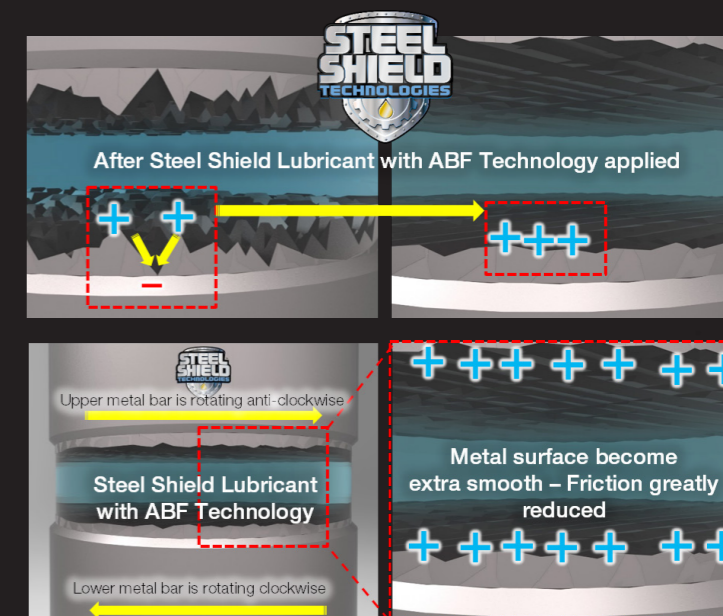 STEEL
SHIELD
TECHNOLOGIES
After Steel Shield Lubricant with ABF Technology applied
+ +
−
+++
STEEL
SHIELD
TECHNOLOGIES
Upper metal bar is rotating anti-clockwise
Steel Shield Lubricant
with ABF Technology
Lower metal bar is rotating clockwise
+ ++ + + + +
Metal surface become
extra smooth – Friction greatly
reduced
+ ++++ + +